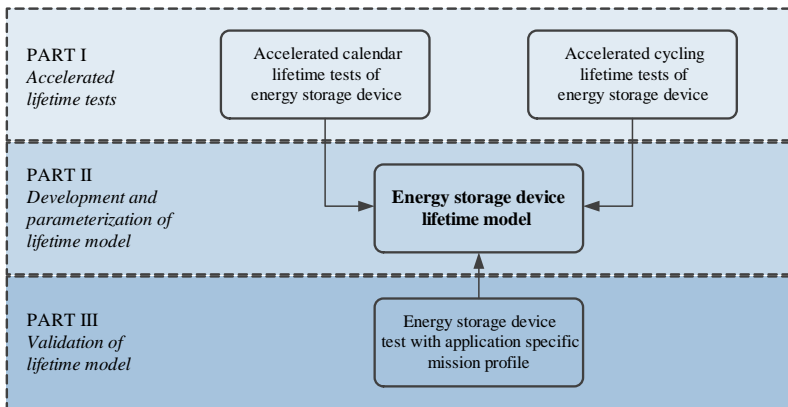 PART I
Accelerated
lifetime tests
Accelerated calendar
lifetime tests of
energy storage device
Accelerated cycling
lifetime tests of
energy storage device
PART II
Development and
parameterization of
lifetime model
Energy storage device
lifetime model
PART III
Validation of
lifetime model
Energy storage device
test with application specific
mission profile